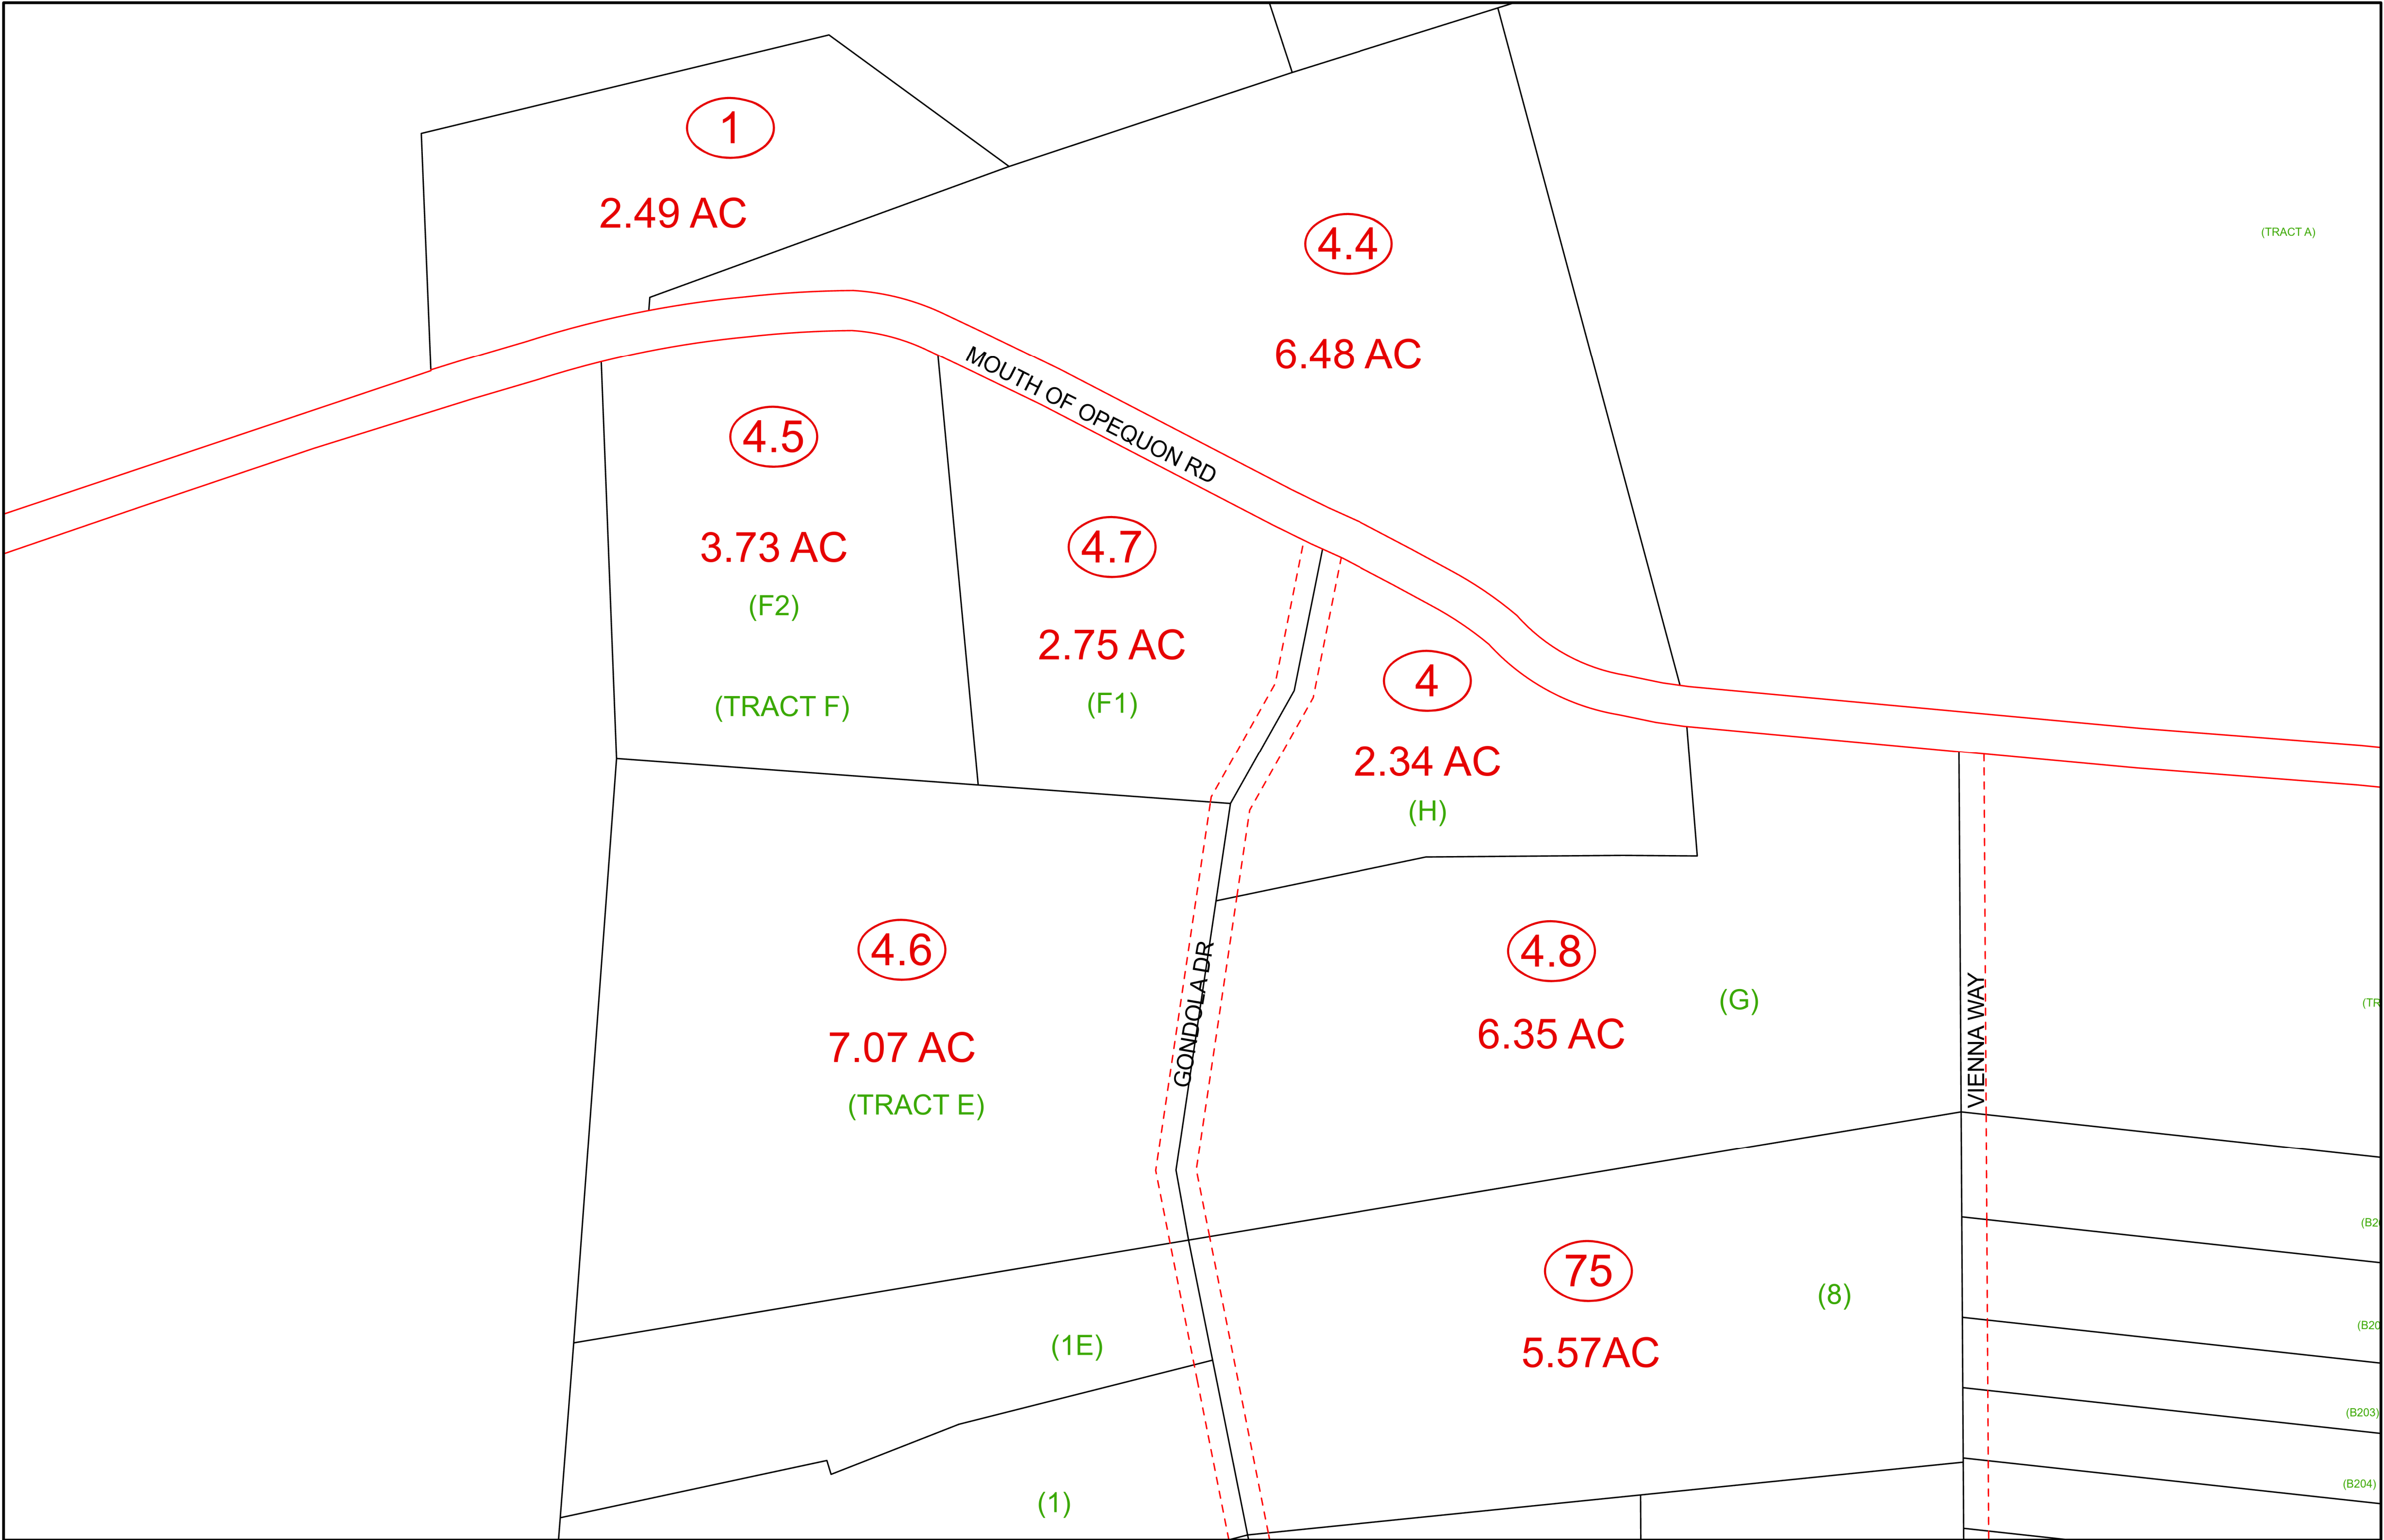 1
2.49 AC
4.4
(TRACT A)
6.48 AC
MOUTH OF OPEQUON RD
4.5
3.73 AC
(F2)
(TRACT F)
4.7
2.75 AC
(F1)
4
2.34 AC
(H)
4.6
7.07 AC
(TRACT E)
GONDOLA DR
4.8
6.35 AC
(G)
VIENNA WAY
(TR
75
5.57AC
(8)
(1E)
(1)
(B20
(B203)
(B204)